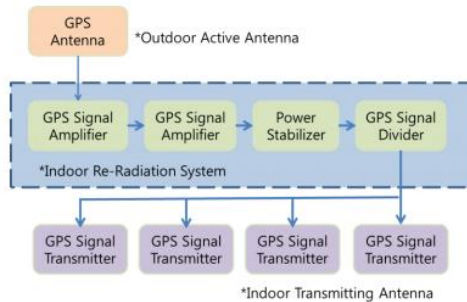 GPS
Antenna
*Outdoor Active Antenna
GPS Signal
Amplifier
GPS Signal
Amplifier
Power
Stabilizer
GPS Signal
Divider
*Indoor Re-Radiation System
GPS Signal
Transmitter
GPS Signal
Transmitter
GPS Signal
Transmitter
GPS Signal
Transmitter
*Indoor Transmitting Antenna